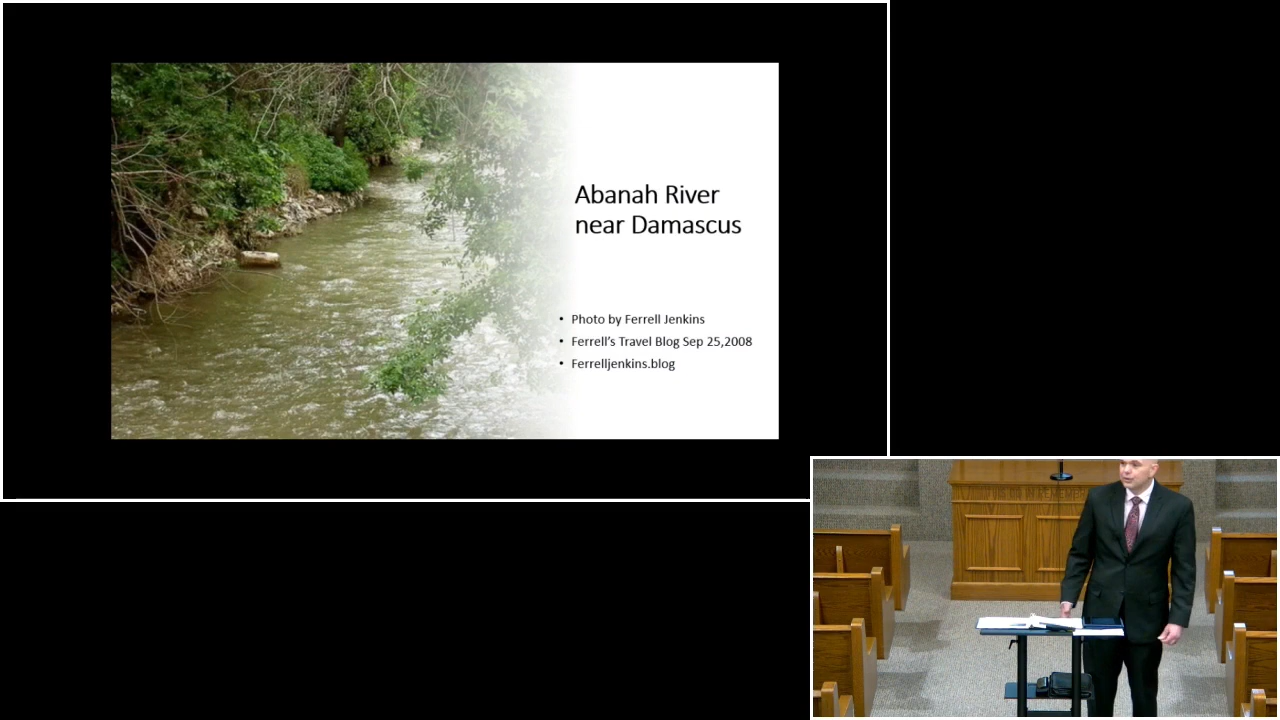 Abanah River
near Damascus
• Photo by Ferrell Jenkins
• Ferrell's Travel Blog Sep 25,2008
• Ferrelljenkins.blog